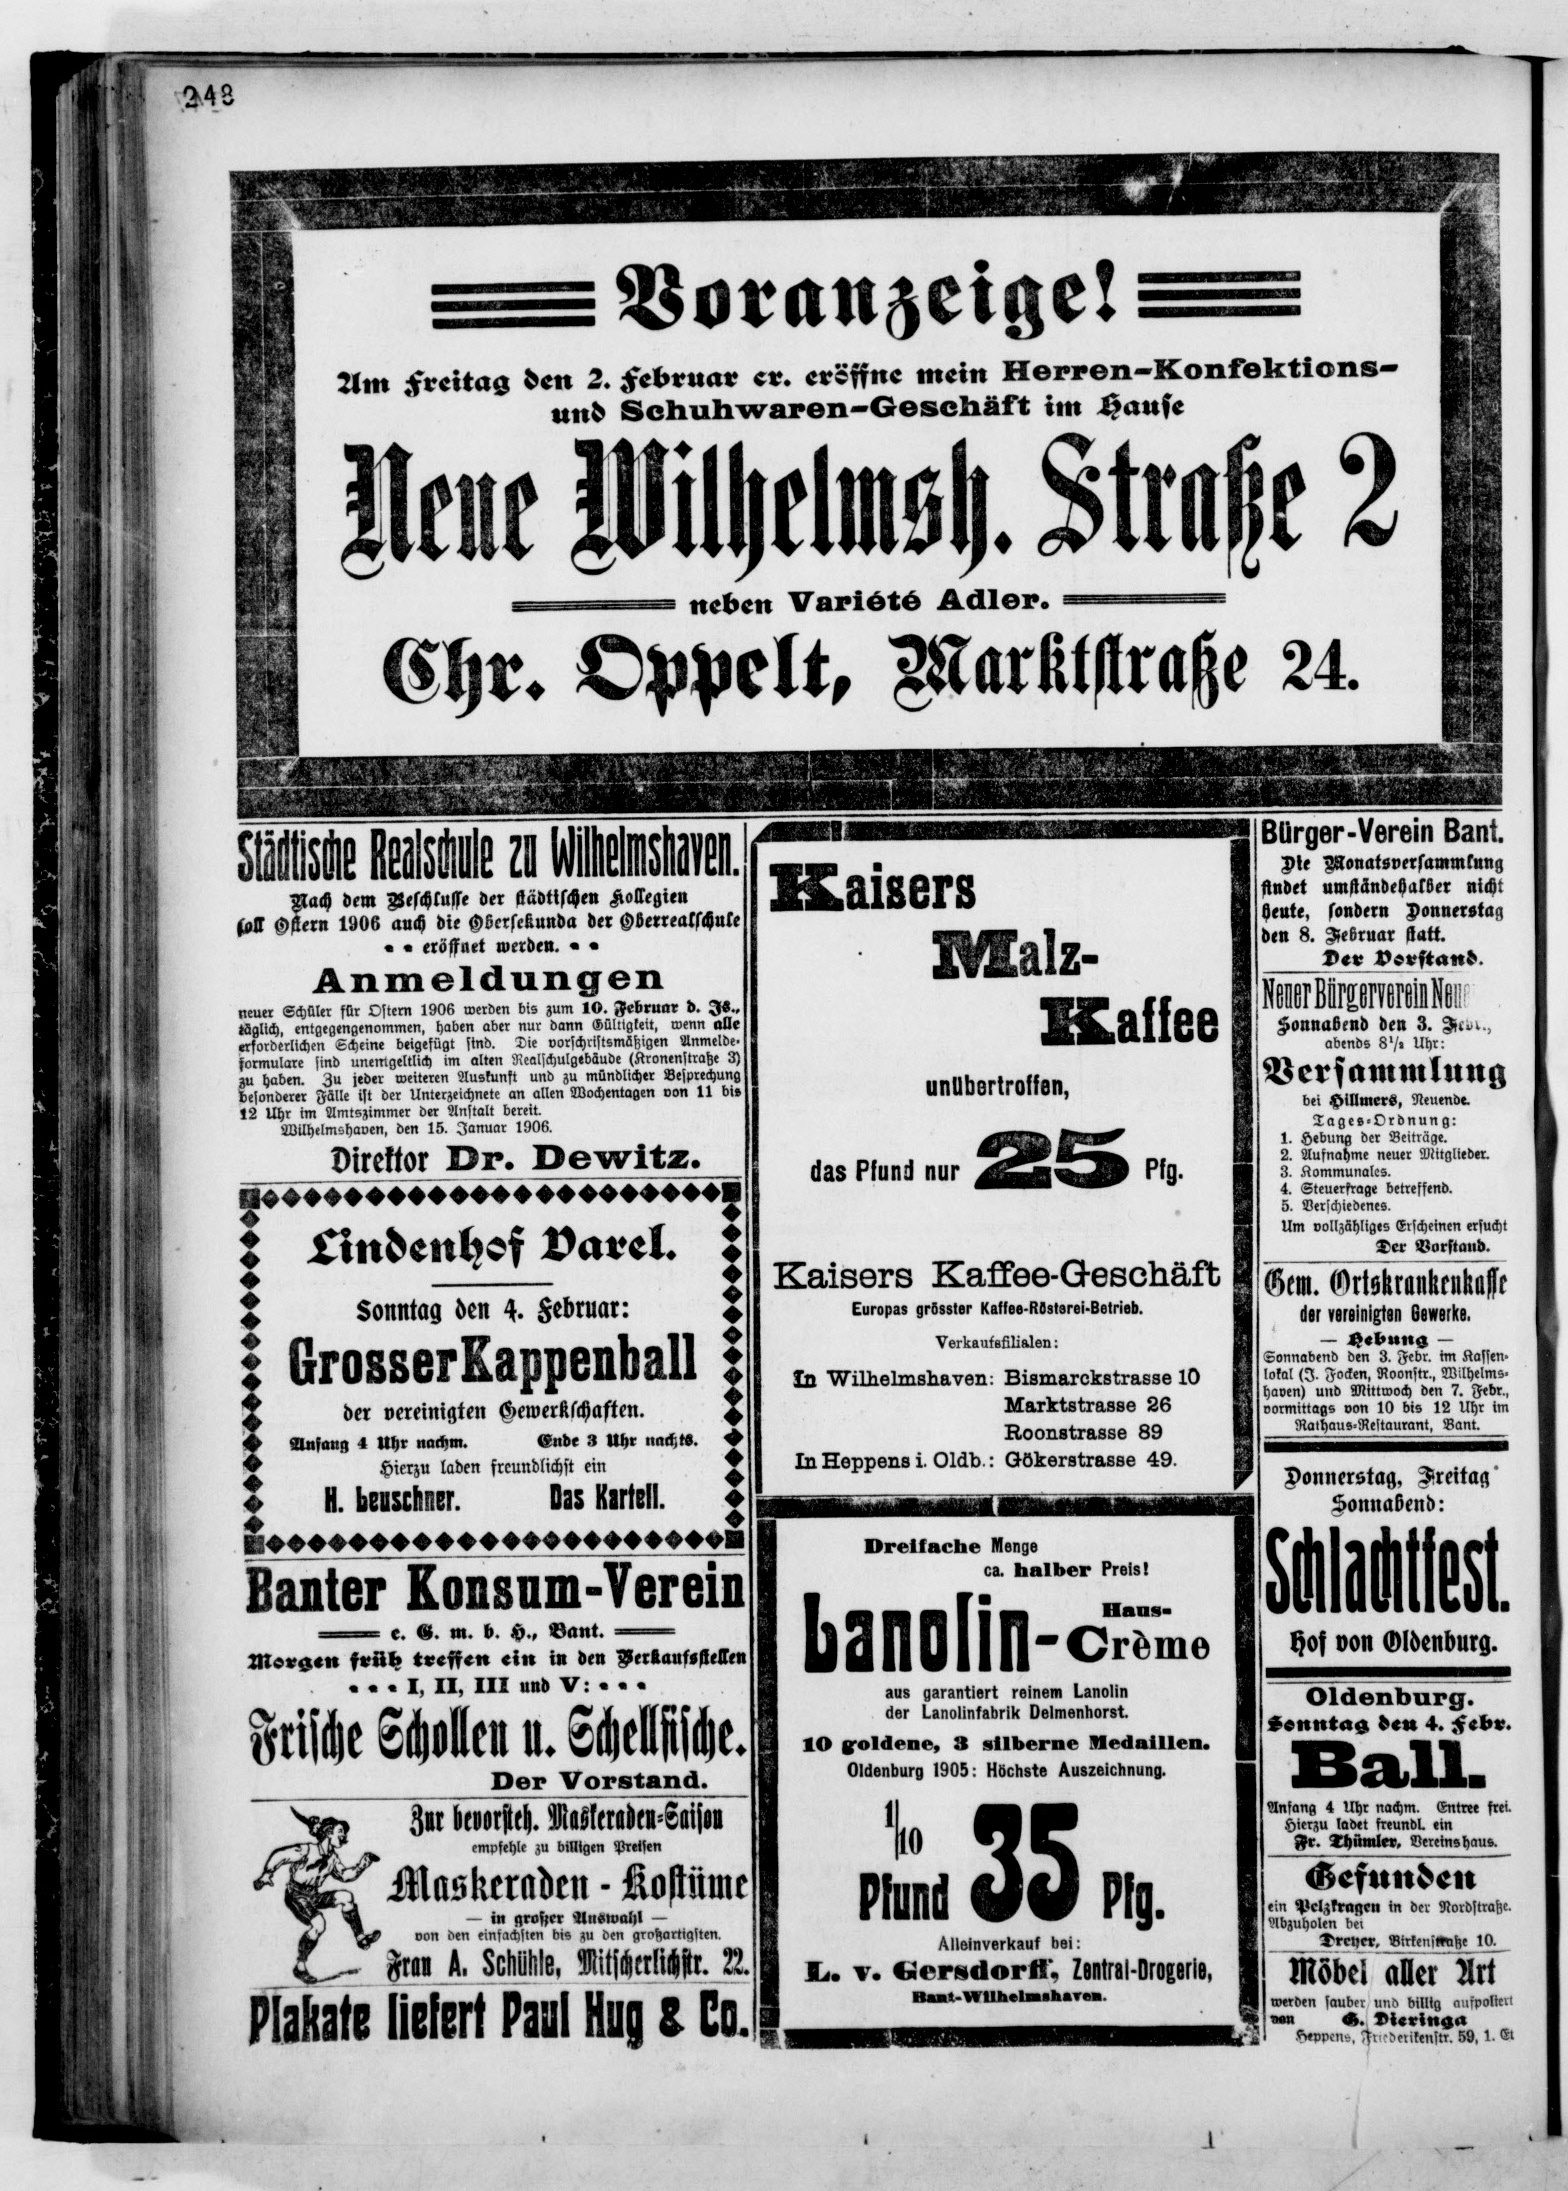 248
Voranzeige!
Am Freitag den 2. Februar cr. eröffne mein Herren-Konfektions-
und Schuhwaren-Geschäft im Hause
Neue Wilhelmsh. Straße 2
neben Variété Adler.
Chr. Oppelt, Marktstraße 24.
Städtische Realschule zu Wilhelmshaven.
Nach dem Beschlusse der städtischen Kollegien
soll Ostern 1906 auch die Obersekunda der Oberrealschule
eröffnet werden.
Anmeldungen
neuer Schüler für Ostern 1906 werden bis zum 10. Februar d. Js.,
täglich, entgegengenommen, haben aber nur dann Gültigkeit, wenn alle
erforderlichen Scheine beigefügt sind. Die vorschriftsmäßigen Anmelde-
formulare sind unentgeltlich im alten Realschulgebäude (Kronenstraße 3)
zu haben. Zu jeder weiteren Auskunft und zu mündlicher Besprechung
besonderer Fälle ist der Unterzeichnete an allen Wochentagen von 11 bis
12 Uhr im Amtszimmer der Anstalt bereit.
Wilhelmshaven, den 15. Januar 1906.
Direktor Dr. Dewitz.
Lindenhof Varel.
Sonntag den 4. Februar:
Grosser Kappenball
der vereinigten Gewerkschaften.
Anfang 4 Uhr nachm. Ende 3 Uhr nachts.
Hierzu laden freundlichst ein
H. Leuschner. Das Kartell.
Banter Konsum-Verein
e. G. m. b. H., Bant.
Morgen früh treffen ein in den Verkaufsstellen
I, II, III und V:
Frische Schollen u. Schellfische.
Der Vorstand.
Zur bevorsteh. Maskeraden-Saison
empfehle zu billigen Preisen
Maskeraden - Kostüme
— in großer Auswahl —
von den einfachsten bis zu den großartigsten.
Frau A. Schühle, Mitscherlichstr. 22.
Plakate liefert Paul Hug & Co.
Kaisers
Malz-
Kaffee
unübertroffen,
das Pfund nur 25 Pfg.
Kaisers Kaffee-Geschäft
Europas grösster Kaffee-Rösterei-Betrieb.
Verkaufsfilialen:
In Wilhelmshaven: Bismarckstrasse 10
Marktstrasse 26
Roonstrasse 89
In Heppens i. Oldb.: Gökerstrasse 49.
Dreifache Menge
ca. halber Preis!
Lanolin-Haus-Crème
aus garantiert reinem Lanolin
der Lanolinfabrik Delmenhorst.
10 goldene, 3 silberne Medaillen.
Oldenburg 1905: Höchste Auszeichnung.
1/10 Pfund 35 Pfg.
Alleinverkauf bei:
L. v. Gersdorff, Zentral-Drogerie,
Bant-Wilhelmshaven.
Bürger-Verein Bant.
Die Monatsversammlung
findet umständehalber nicht
heute, sondern Donnerstag
den 8. Februar statt.
Der Vorstand.
Neuer Bürgerverein
Sonnabend den 3. Febr.,
abends 8½ Uhr:
Versammlung
bei Hillmers, Neuende.
Tages-Ordnung:
1. Hebung der Beiträge.
2. Aufnahme neuer Mitglieder.
3. Kommunales.
4. Steuerfrage betreffend.
5. Verschiedenes.
Um vollzähliges Erscheinen ersucht
Der Vorstand.
Gem. Ortskrankenkasse
der vereinigten Gewerke.
— Hebung —
Sonnabend den 3. Febr. im Kassen-
lokal (J. Focken, Roonstr., Wilhelms-
haven) und Mittwoch den 7. Febr.,
vormittags von 10 bis 12 Uhr im
Rathaus-Restaurant, Bant.
Donnerstag, Freitag
Sonnabend:
Schlachtfest.
Hof von Oldenburg.
Oldenburg.
Sonntag den 4. Febr.
Ball.
Anfang 4 Uhr nachm. Entree frei.
Hierzu ladet freundl. ein
Fr. Thümler, Vereinshaus.
Gefunden
ein Pelzkragen in der Nordstraße.
Abzuholen bei
Dreyer, Birkenstraße 10.
Möbel aller Art
werden sauber und billig aufpoliert
von G. Dieringa
Heppens, Friederikenstr. 59, 1. Et